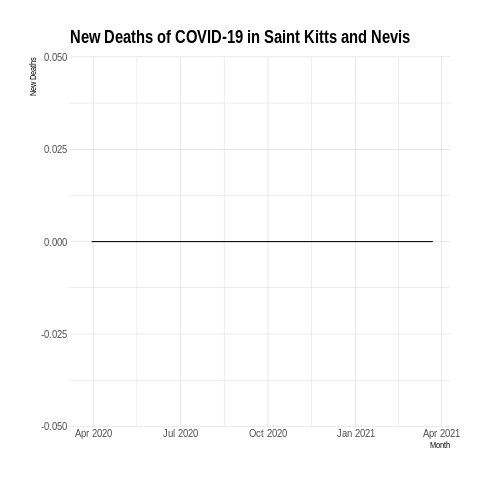 New Deaths of COVID-19 in Saint Kitts and Nevis
New Deaths
0.050
0.025
0.000
-0.025
-0.050
Apr 2020 Jul 2020 Oct 2020 Jan 2021 Apr 2021
Month